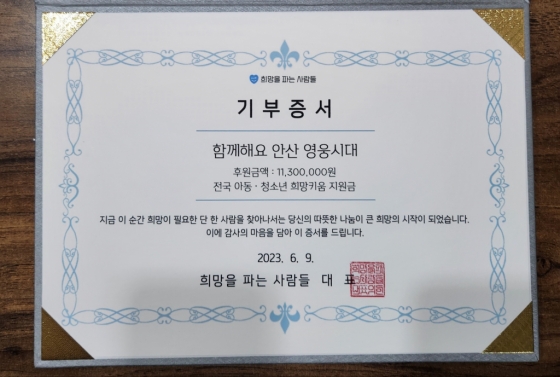 희망을 파는 사람들
기부증서
함께해요 안산 영웅시대
후원금액 : 11,300,000원
전국 아동·청소년 희망키움 지원금
지금 이 순간 희망이 필요한 단 한 사람을 찾아나서는 당신의 따뜻한 나눔이 큰 희망의 시작이 되었습니다.
이에 감사의 마음을 담아 이 증서를 드립니다.
2023. 6. 9.
희망을 파는 사람들 대 표